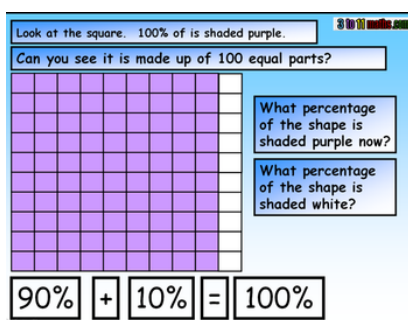 3 to 11 maths.com
Look at the square. 100% of is shaded purple.
Can you see it is made up of 100 equal parts?
What percentage
of the shape is
shaded purple now?
What percentage
of the shape is
shaded white?
90% + 10% = 100%